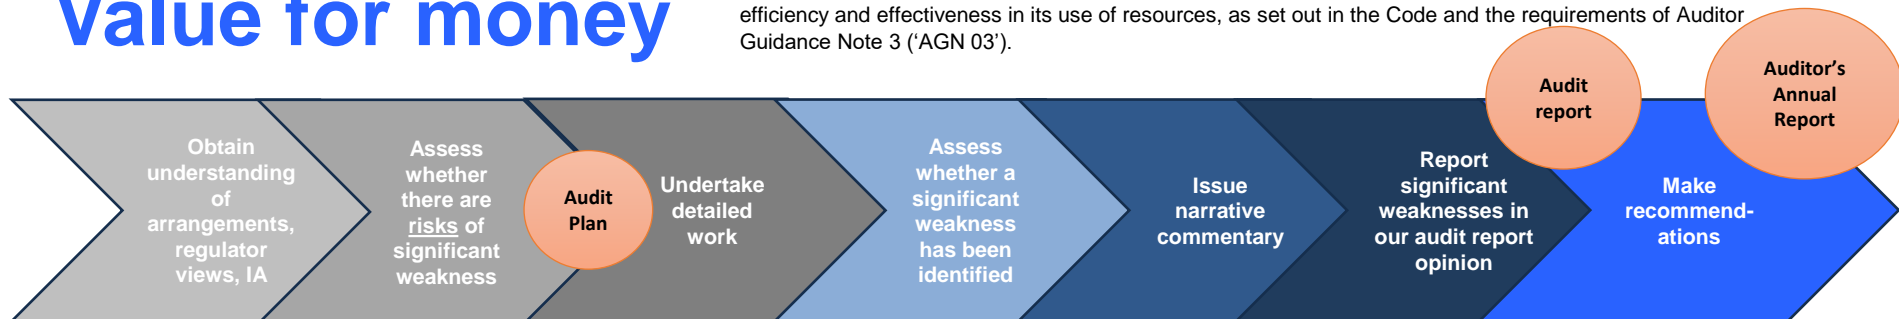 Value for money
efficiency and effectiveness in its use of resources, as set out in the Code and the requirements of Auditor
Guidance Note 3 (‘AGN 03’).
Obtain
understanding
of
arrangements,
regulator
views, IA
Assess
whether
there are
risks of
significant
weakness
Audit
Plan
Undertake
detailed
work
Assess
whether a
significant
weakness
has been
identified
Issue
narrative
commentary
Report
significant
weaknesses in
our audit report
opinion
Audit
report
Make
recommend-
ations
Auditor’s
Annual
Report